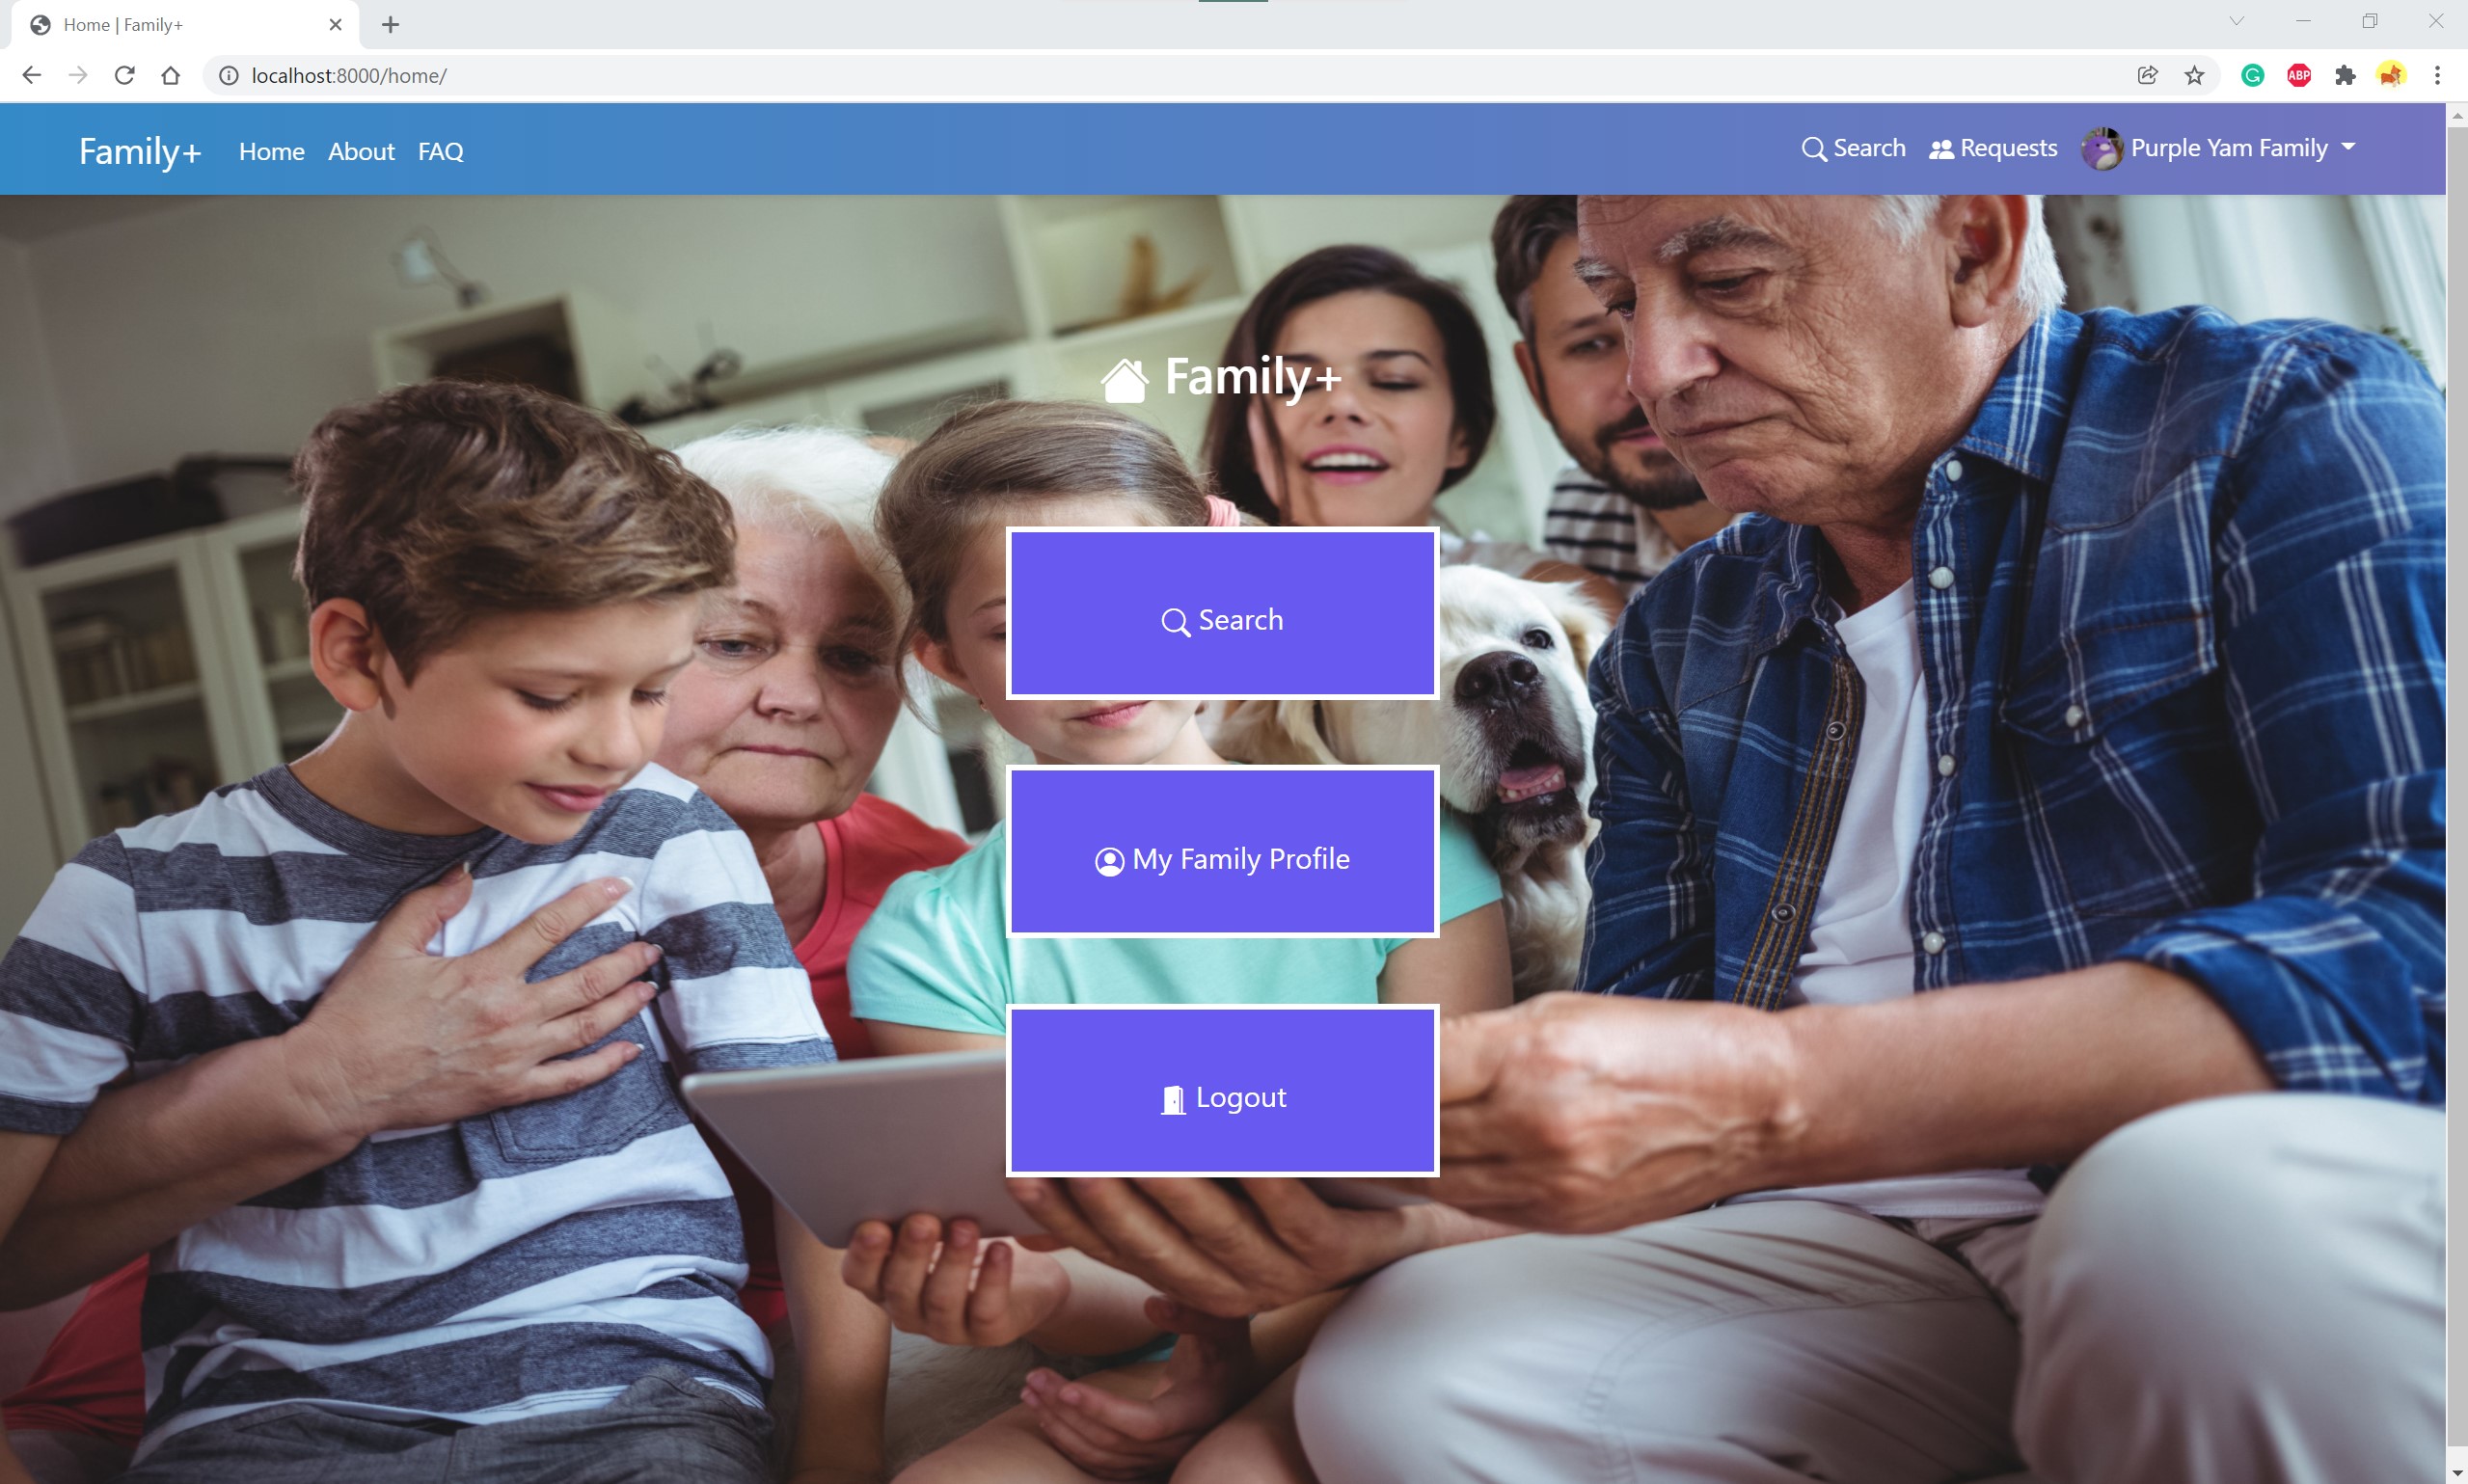 Home | Family+
localhost:8000/home/
ABP
Family+ Home About FAQ Search Requests Purple Yam Family
Family+
Search
My Family Profile
Logout